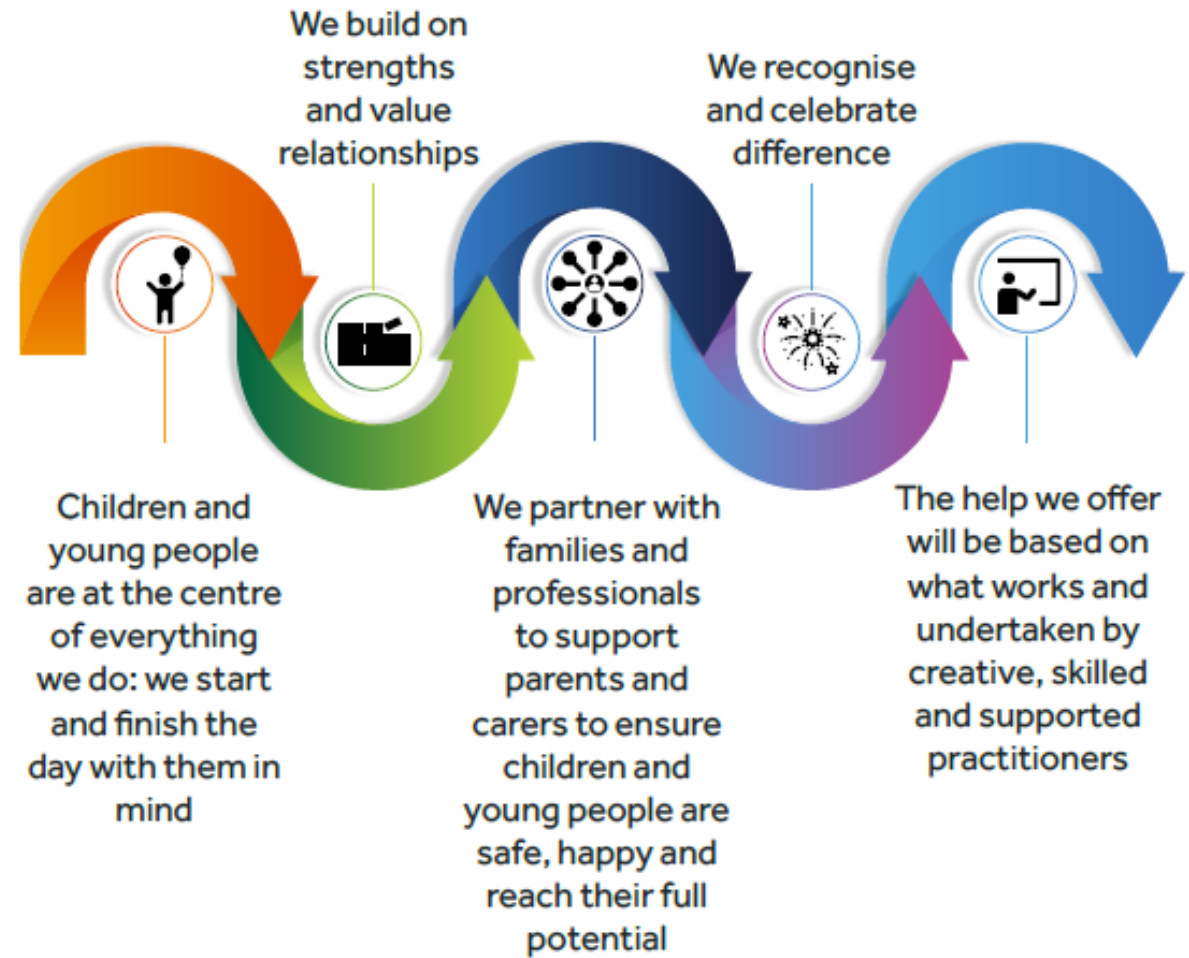 Children and
young people
are at the centre
of everything
we do: we start
and finish the
day with them in
mind
We build on
strengths
and value
relationships
We partner with
families and
professionals
to support
parents and
carers to ensure
children and
young people are
safe, happy and
reach their full
potential
We recognise
and celebrate
difference
The help we offer
will be based on
what works and
undertaken by
creative, skilled
and supported
practitioners